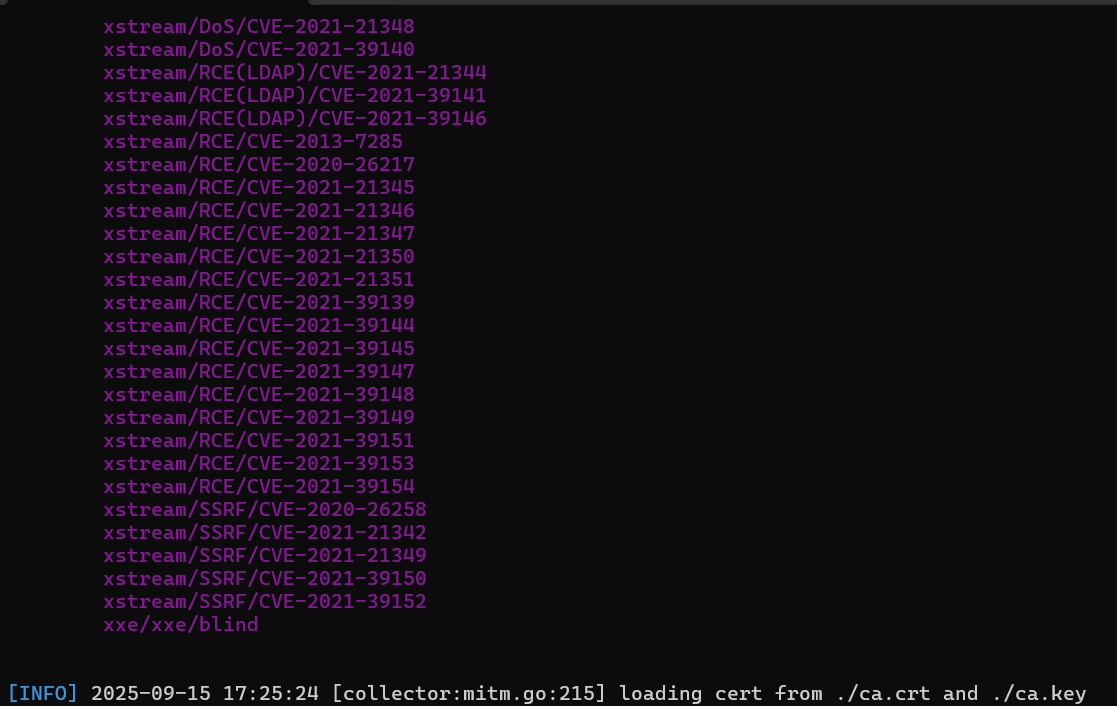 xstream/DoS/CVE-2021-21348
xstream/DoS/CVE-2021-39140
xstream/RCE(LDAP)/CVE-2021-21344
xstream/RCE(LDAP)/CVE-2021-39141
xstream/RCE(LDAP)/CVE-2021-39146
xstream/RCE/CVE-2013-7285
xstream/RCE/CVE-2020-26217
xstream/RCE/CVE-2021-21345
xstream/RCE/CVE-2021-21346
xstream/RCE/CVE-2021-21347
xstream/RCE/CVE-2021-21350
xstream/RCE/CVE-2021-21351
xstream/RCE/CVE-2021-39139
xstream/RCE/CVE-2021-39144
xstream/RCE/CVE-2021-39145
xstream/RCE/CVE-2021-39147
xstream/RCE/CVE-2021-39148
xstream/RCE/CVE-2021-39149
xstream/RCE/CVE-2021-39151
xstream/RCE/CVE-2021-39153
xstream/RCE/CVE-2021-39154
xstream/SSRF/CVE-2020-26258
xstream/SSRF/CVE-2021-21342
xstream/SSRF/CVE-2021-21349
xstream/SSRF/CVE-2021-39150
xstream/SSRF/CVE-2021-39152
xxe/xxe/blind
[INFO] 2025-09-15 17:25:24 [collector:mitm.go:215] loading cert from ./ca.crt and ./ca.key